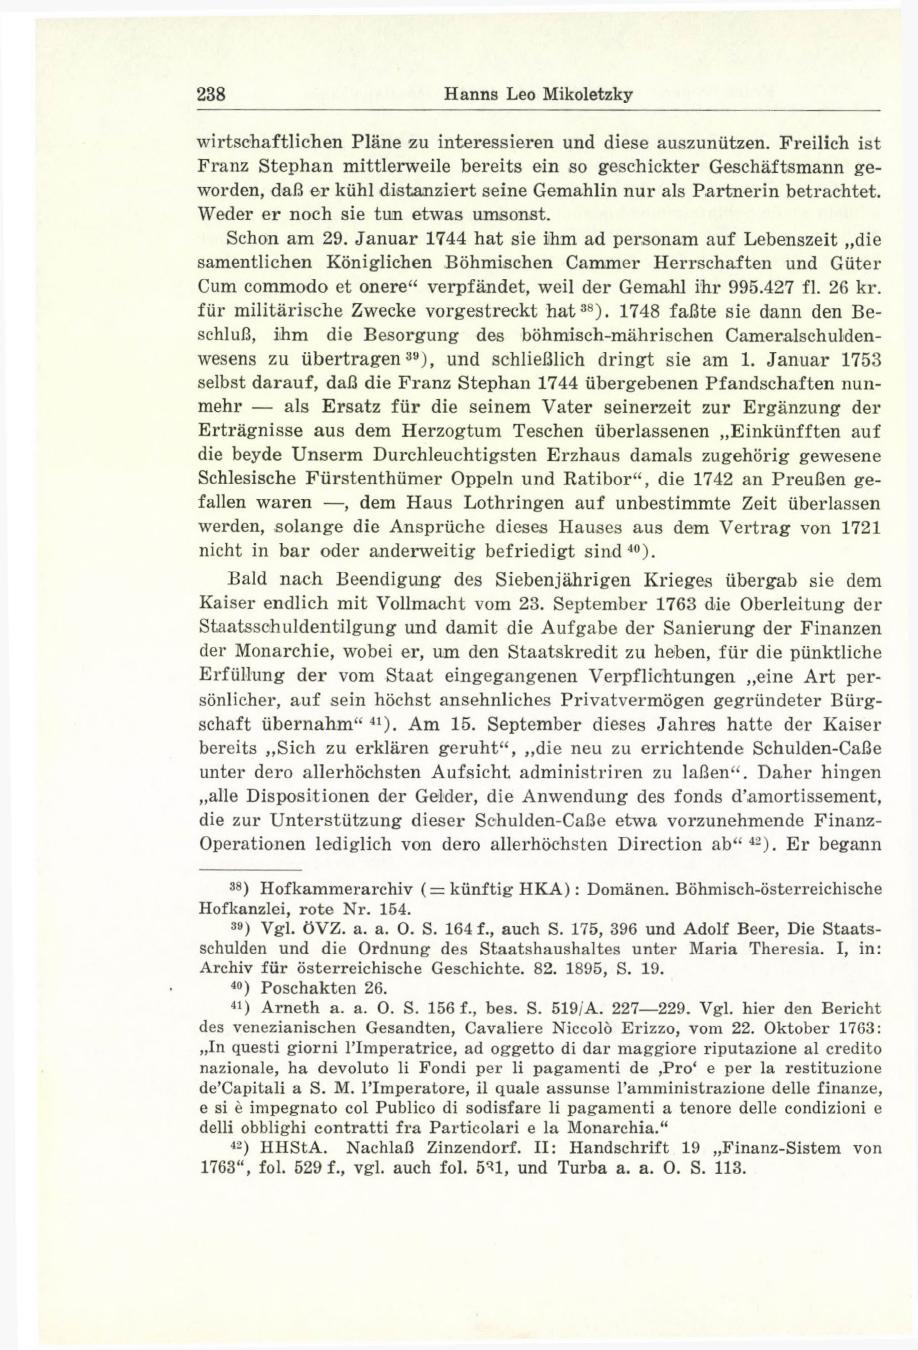 238 Hanns Leo Mikoletzky
wirtschaftlichen Pläne zu interessieren und diese auszunützen. Freilich ist
Franz Stephan mittlerweile bereits ein so geschickter Geschäftsmann ge-
worden, daß er kühl distanziert seine Gemahlin nur als Partnerin betrachtet.
Weder er noch sie tun etwas umsonst.
Schon am 29. Januar 1744 hat sie ihm ad personam auf Lebenszeit „die
samentlichen Königlichen Böhmischen Cammer Herrschaften und Güter
Cum commodo et onere“ verpfändet, weil der Gemahl ihr 995.427 fl. 26 kr.
für militärische Zwecke vorgestreckt hat ³⁸). 1748 faßte sie dann den Be-
schluß, ihm die Besorgung des böhmisch-mährischen Cameralschulden-
wesens zu übertragen ³⁹), und schließlich dringt sie am 1. Januar 1753
selbst darauf, daß die Franz Stephan 1744 übergebenen Pfandschaften nun-
mehr — als Ersatz für die seinem Vater seinerzeit zur Ergänzung der
Erträgnisse aus dem Herzogtum Teschen überlassenen „Einkünfften auf
die beyde Unserm Durchleuchtigsten Erzhaus damals zugehörig gewesene
Schlesische Fürstenthümer Oppeln und Ratibor“, die 1742 an Preußen ge-
fallen waren —, dem Haus Lothringen auf unbestimmte Zeit überlassen
werden, solange die Ansprüche dieses Hauses aus dem Vertrag von 1721
nicht in bar oder anderweitig befriedigt sind ⁴⁰).
Bald nach Beendigung des Siebenjährigen Krieges übergab sie dem
Kaiser endlich mit Vollmacht vom 23. September 1763 die Oberleitung der
Staatsschuldentilgung und damit die Aufgabe der Sanierung der Finanzen
der Monarchie, wobei er, um den Staatskredit zu heben, für die pünktliche
Erfüllung der vom Staat eingegangenen Verpflichtungen „eine Art per-
sönlicher, auf sein höchst ansehnliches Privatvermögen gegründeter Bürg-
schaft übernahm“ ⁴¹). Am 15. September dieses Jahres hatte der Kaiser
bereits „Sich zu erklären geruht“, „die neu zu errichtende Schulden-Caße
unter dero allerhöchsten Aufsicht administriren zu laßen“. Daher hingen
„alle Dispositionen der Gelder, die Anwendung des fonds d’amortissement,
die zur Unterstützung dieser Schulden-Caße etwa vorzunehmende Finanz-
Operationen lediglich von dero allerhöchsten Direction ab“ ⁴²). Er begann
³⁸) Hofkammerarchiv (= künftig HKA): Domänen. Böhmisch-österreichische
Hofkanzlei, rote Nr. 154.
³⁹) Vgl. ÖVZ. a. a. O. S. 164 f., auch S. 175, 396 und Adolf Beer, Die Staats-
schulden und die Ordnung des Staatshaushaltes unter Maria Theresia. I, in:
Archiv für österreichische Geschichte. 82. 1895, S. 19.
⁴⁰) Poschakten 26.
⁴¹) Arneth a. a. O. S. 156 f., bes. S. 519/A. 227—229. Vgl. hier den Bericht
des venezianischen Gesandten, Cavaliere Niccolò Erizzo, vom 22. Oktober 1763:
„In questi giorni l’Imperatrice, ad oggetto di dar maggiore riputazione al credito
nazionale, ha devoluto li Fondi per li pagamenti de ‚Pro‘ e per la restituzione
de’Capitali a S. M. l’Imperatore, il quale assunse l’amministrazione delle finanze,
e si è impegnato col Publico di sodisfare li pagamenti a tenore delle condizioni e
delli obblighi contratti fra Particolari e la Monarchia.“
⁴²) HHStA. Nachlaß Zinzendorf. II: Handschrift 19 „Finanz-Sistem von
1763“, fol. 529 f., vgl. auch fol. 531, und Turba a. a. O. S. 113.